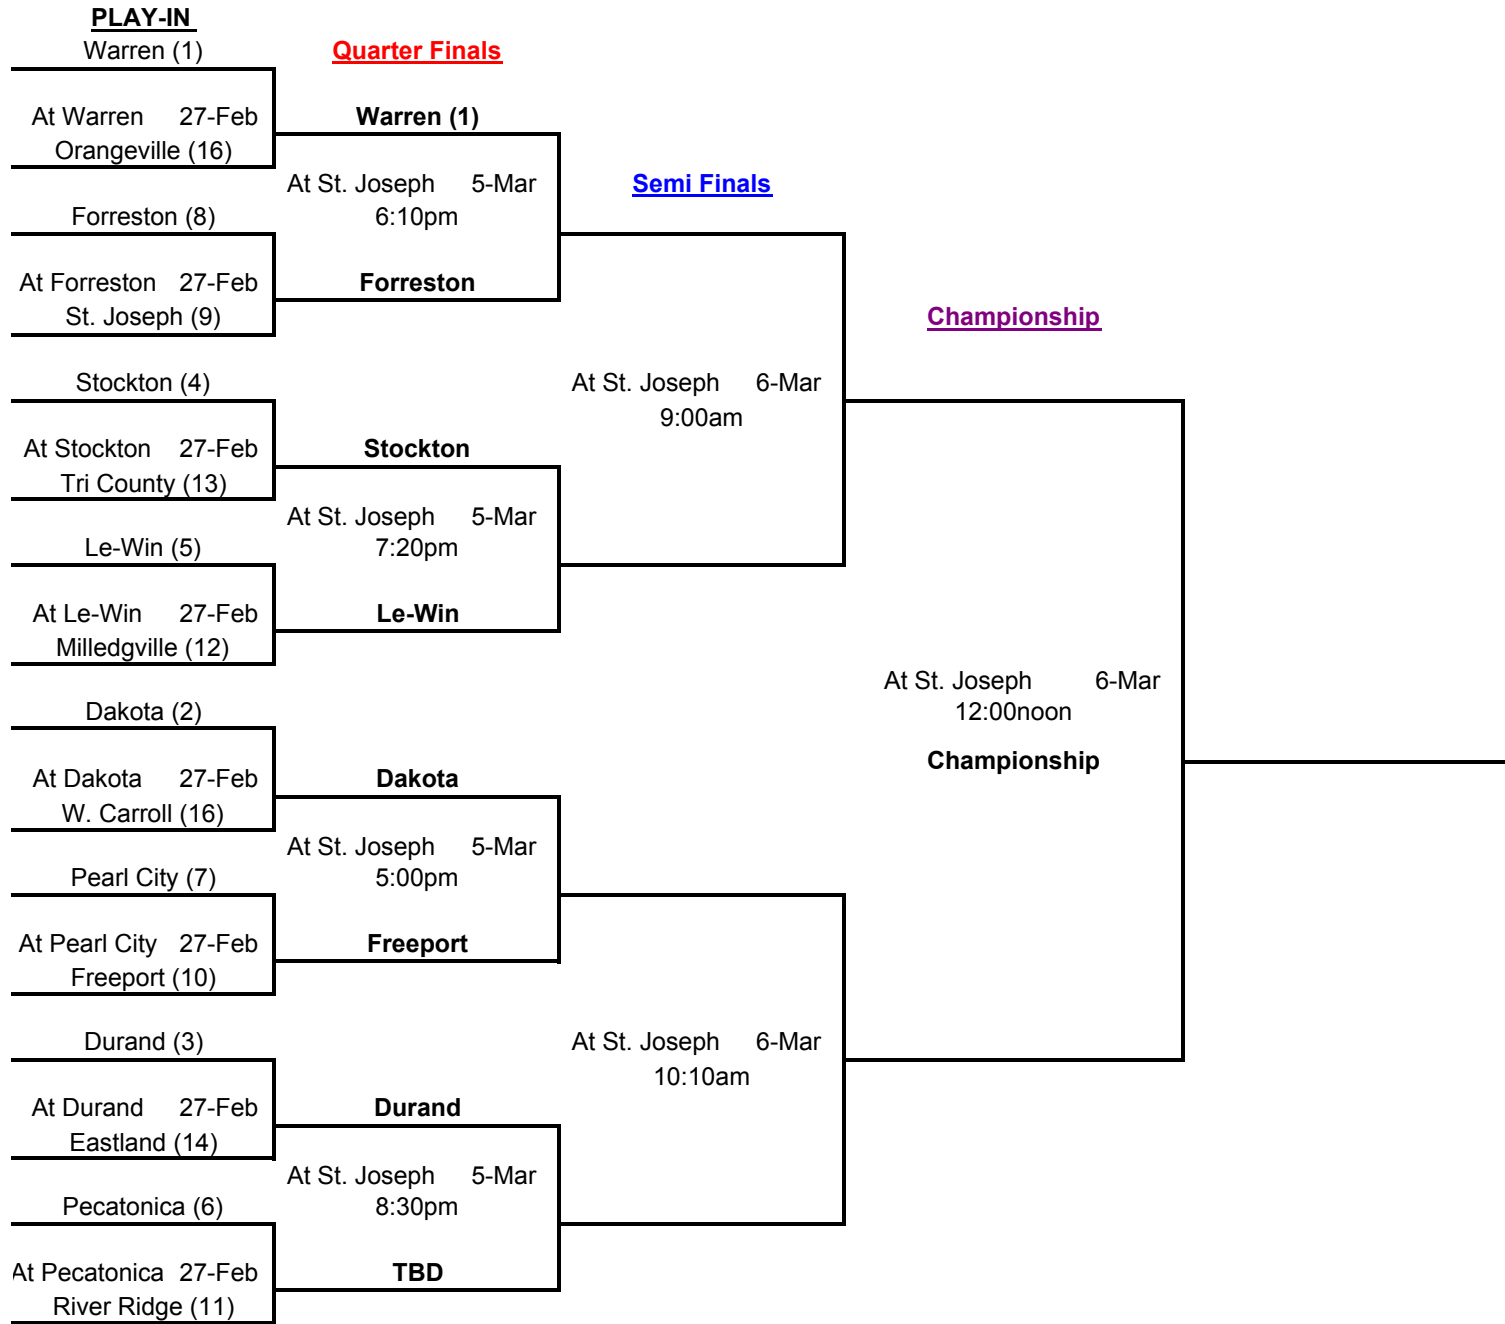 PLAY-IN
Warren (1)
Quarter Finals
At Warren 27-Feb
Warren (1)
Orangeville (16)
At St. Joseph 5-Mar
Semi Finals
Forreston (8)
6:10pm
At Forreston 27-Feb
Forreston
St. Joseph (9)
Championship
Stockton (4)
At St. Joseph 6-Mar
9:00am
At Stockton 27-Feb
Stockton
Tri County (13)
At St. Joseph 5-Mar
Le-Win (5)
7:20pm
At Le-Win 27-Feb
Le-Win
Milledgville (12)
At St. Joseph 6-Mar
Dakota (2)
12:00noon
Championship
At Dakota 27-Feb
Dakota
W. Carroll (16)
At St. Joseph 5-Mar
Pearl City (7)
5:00pm
At Pearl City 27-Feb
Freeport
Freeport (10)
Durand (3)
At St. Joseph 6-Mar
10:10am
At Durand 27-Feb
Durand
Eastland (14)
At St. Joseph 5-Mar
Pecatonica (6)
8:30pm
At Pecatonica 27-Feb
TBD
River Ridge (11)